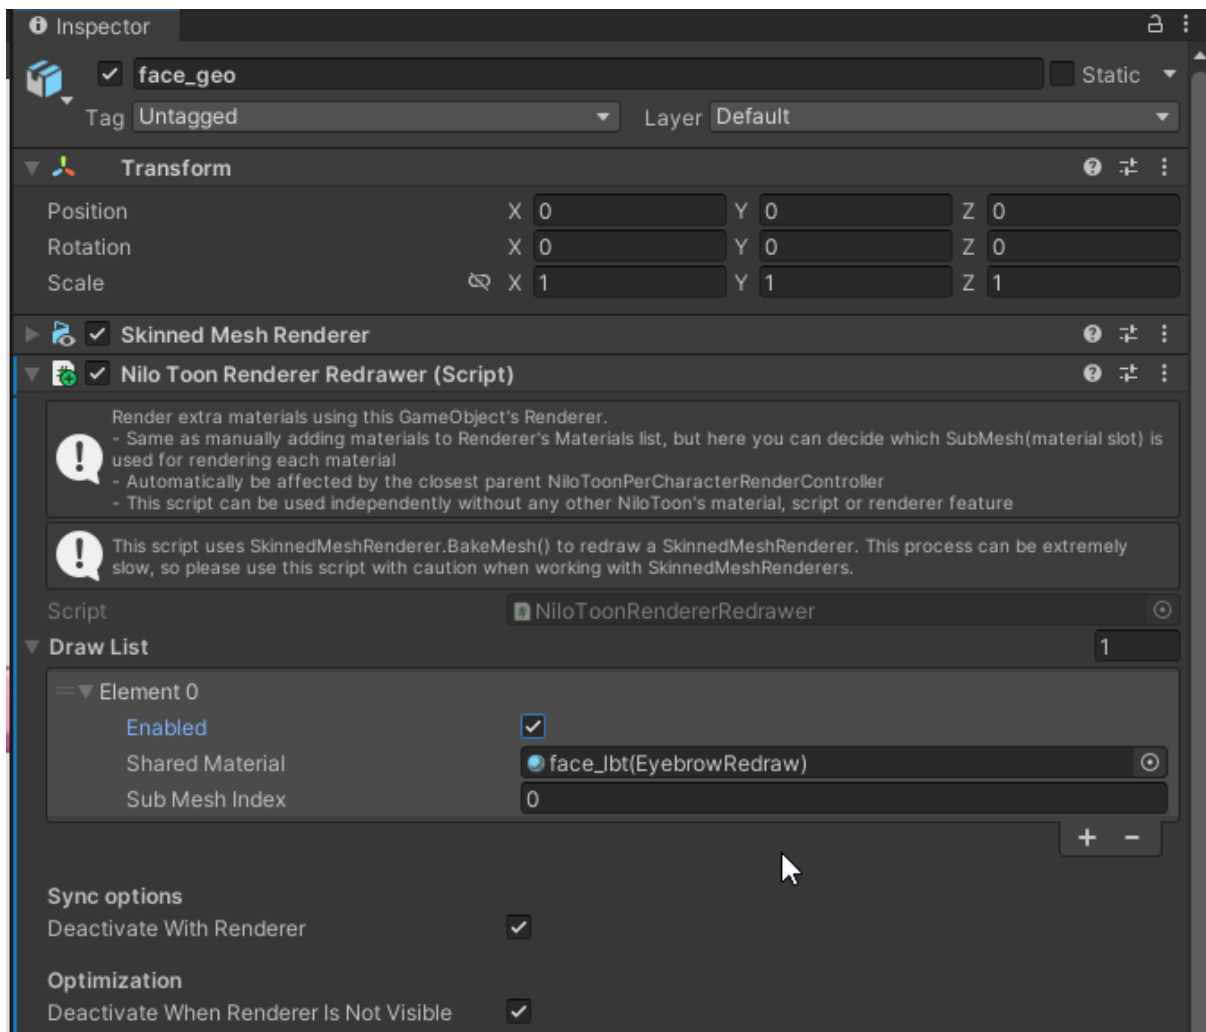 Inspector
face_geo
Static
Tag Untagged Layer Default
Transform
Position X 0 Y 0 Z 0
Rotation X 0 Y 0 Z 0
Scale X 1 Y 1 Z 1
Skinned Mesh Renderer
Nilo Toon Renderer Redrawer (Script)
Render extra materials using this GameObject's Renderer.
- Same as manually adding materials to Renderer's Materials list, but here you can decide which SubMesh(material slot) is
used for rendering each material
- Automatically be affected by the closest parent NiloToonPerCharacterRenderController
- This script can be used independently without any other NiloToon's material, script or renderer feature
This script uses SkinnedMeshRenderer.BakeMesh() to redraw a SkinnedMeshRenderer. This process can be extremely
slow, so please use this script with caution when working with SkinnedMeshRenderers.
Script NiloToonRendererRedrawer
Draw List 1
Element 0
Enabled
Shared Material face_lbt(EyebrowRedraw)
Sub Mesh Index 0
+ −
Sync options
Deactivate With Renderer
Optimization
Deactivate When Renderer Is Not Visible